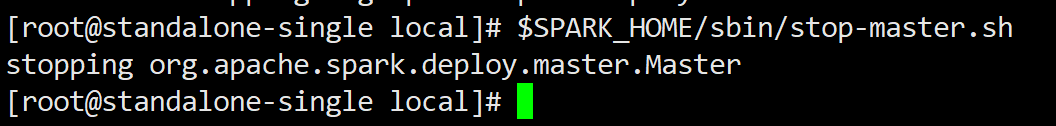 [root@standalone-single local]# $SPARK_HOME/sbin/stop-master.sh
stopping org.apache.spark.deploy.master.Master
[root@standalone-single local]#